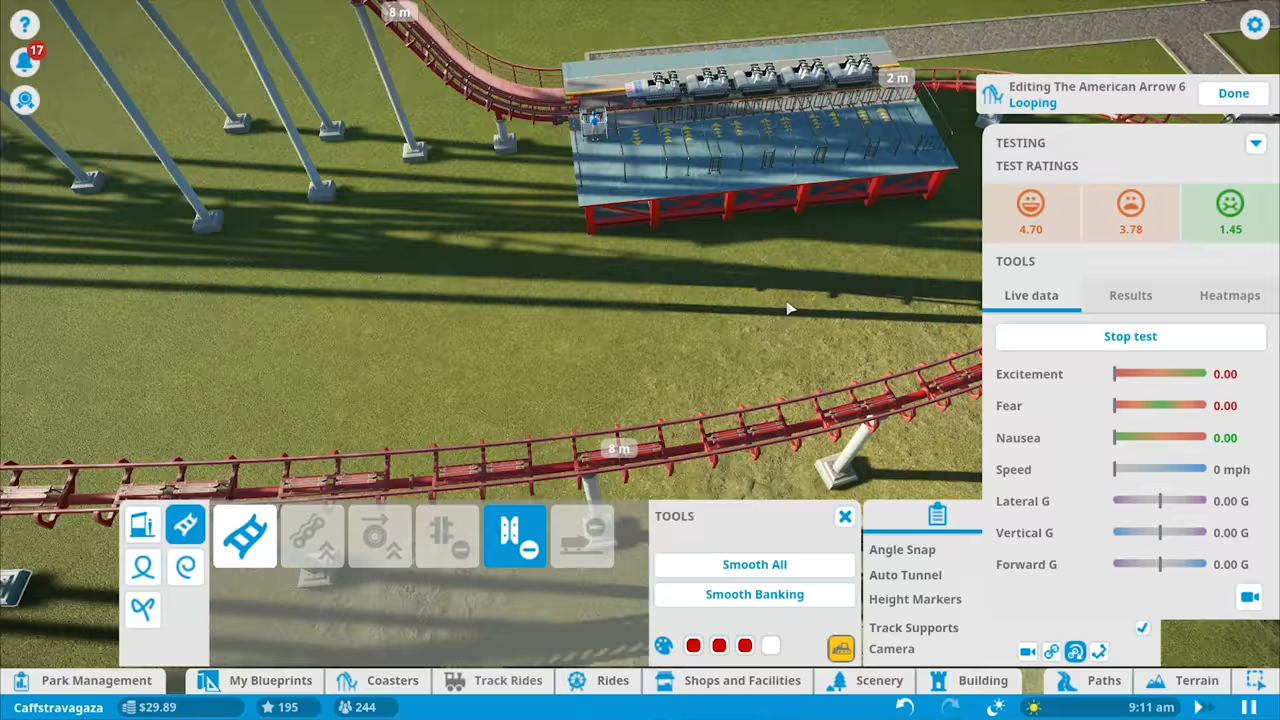 ?
17
8 m
2 m
Editing The American Arrow 6
Looping
Done
TESTING
TEST RATINGS
4.70
3.78
1.45
TOOLS
Live data
Results
Heatmaps
Stop test
Excitement 0.00
Fear 0.00
Nausea 0.00
Speed 0 mph
Lateral G 0.00 G
Vertical G 0.00 G
Forward G 0.00 G
8 m
TOOLS
Smooth All
Smooth Banking
Angle Snap
Auto Tunnel
Height Markers
Track Supports
Camera
Park Management
My Blueprints
Coasters
Track Rides
Rides
Shops and Facilities
Scenery
Building
Paths
Terrain
Caffstravagaza
$29.89
195
244
9:11 am